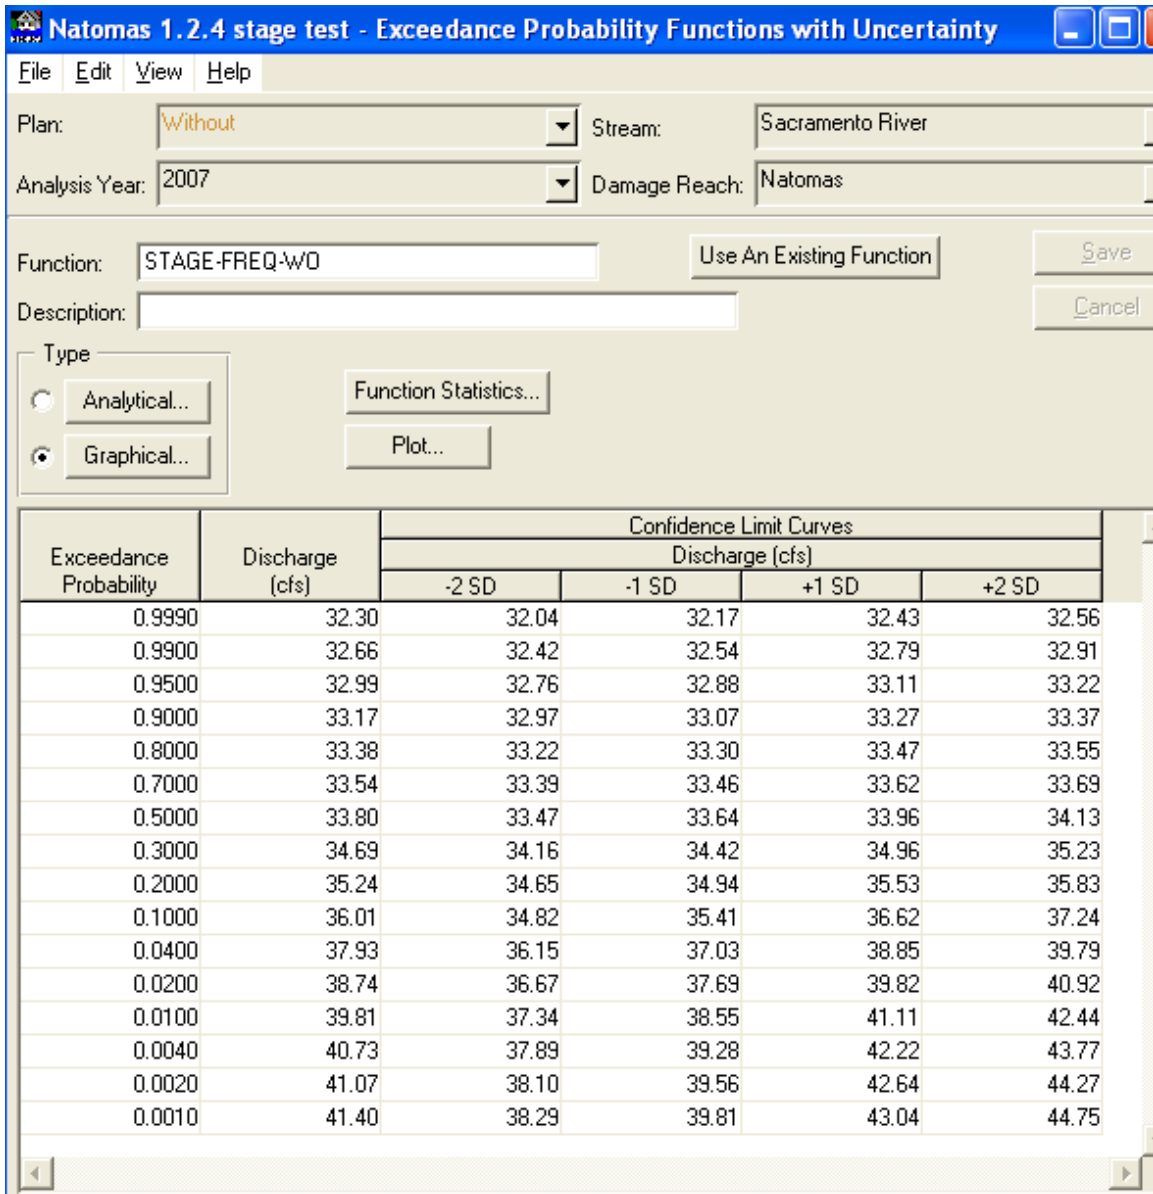 Natomas 1.2.4 stage test - Exceedance Probability Functions with Uncertainty
File Edit View Help
Plan: Without Stream: Sacramento River
Analysis Year: 2007 Damage Reach: Natomas
Function: STAGE-FREQ-WO Use An Existing Function Save
Description: Cancel
Type
Analytical... Function Statistics...
Graphical... Plot...
Confidence Limit Curves
Exceedance Discharge Discharge (cfs)
Probability (cfs) -2 SD -1 SD +1 SD +2 SD
0.9990 32.30 32.04 32.17 32.43 32.56
0.9900 32.66 32.42 32.54 32.79 32.91
0.9500 32.99 32.76 32.88 33.11 33.22
0.9000 33.17 32.97 33.07 33.27 33.37
0.8000 33.38 33.22 33.30 33.47 33.55
0.7000 33.54 33.39 33.46 33.62 33.69
0.5000 33.80 33.47 33.64 33.96 34.13
0.3000 34.69 34.16 34.42 34.96 35.23
0.2000 35.24 34.65 34.94 35.53 35.83
0.1000 36.01 34.82 35.41 36.62 37.24
0.0400 37.93 36.15 37.03 38.85 39.79
0.0200 38.74 36.67 37.69 39.82 40.92
0.0100 39.81 37.34 38.55 41.11 42.44
0.0040 40.73 37.89 39.28 42.22 43.77
0.0020 41.07 38.10 39.56 42.64 44.27
0.0010 41.40 38.29 39.81 43.04 44.75